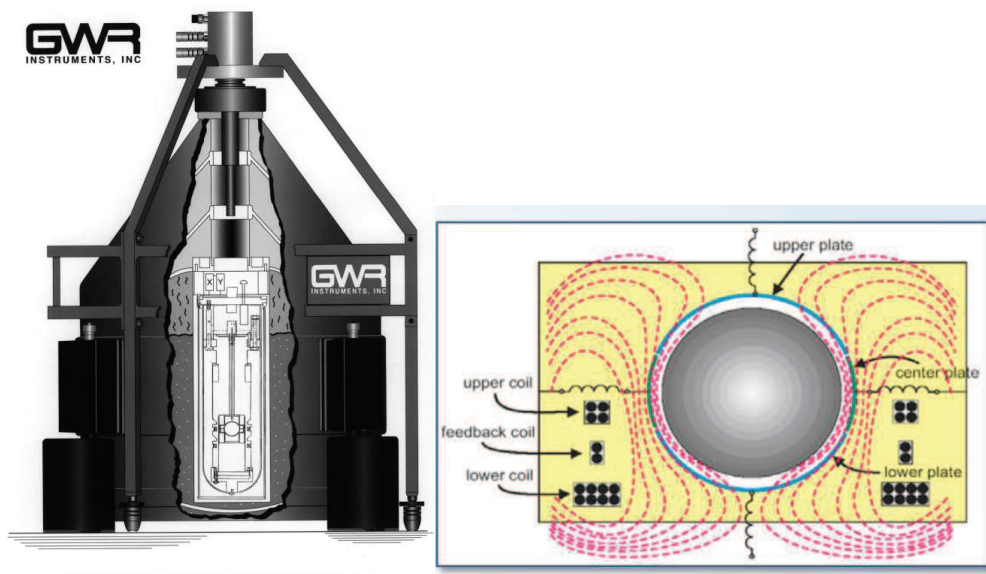 GWR
INSTRUMENTS, INC
X Y
GWR
INSTRUMENTS, INC
upper plate
center plate
upper coil
feedback coil
lower coil
lower plate